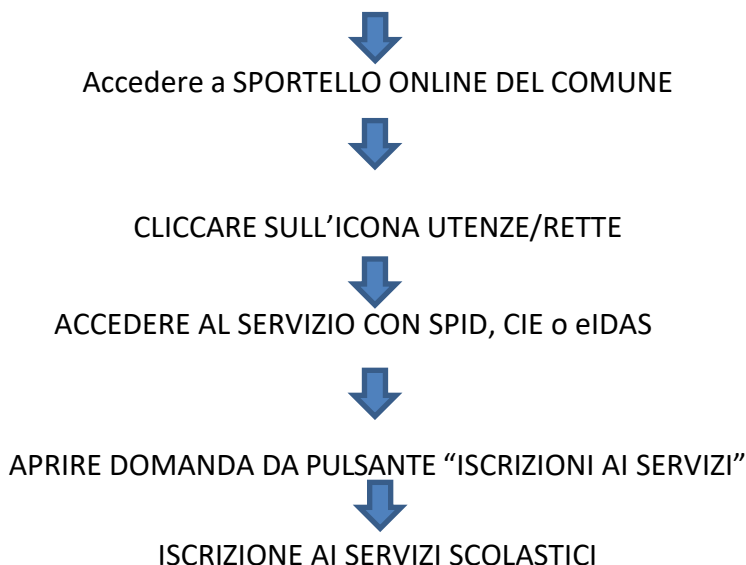 Accedere a SPORTELLO ONLINE DEL COMUNE
CLICCARE SULL’ICONA UTENZE/RETTE
ACCEDERE AL SERVIZIO CON SPID, CIE o eIDAS
APRIRE DOMANDA DA PULSANTE “ISCRIZIONI AI SERVIZI”
ISCRIZIONE AI SERVIZI SCOLASTICI